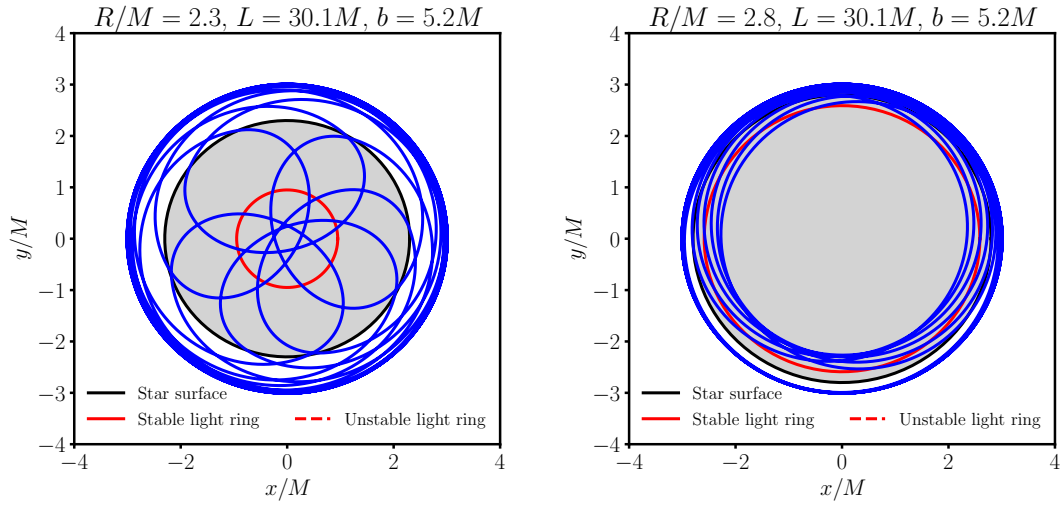 R/M = 2.3, L = 30.1M, b = 5.2M
4
3
2
1
0
−1
−2
−3
−4
y/M
Star surface
Stable light ring
Unstable light ring
−4 −2 0 2 4
x/M
R/M = 2.8, L = 30.1M, b = 5.2M
4
3
2
1
0
−1
−2
−3
−4
y/M
Star surface
Stable light ring
Unstable light ring
−4 −2 0 2 4
x/M